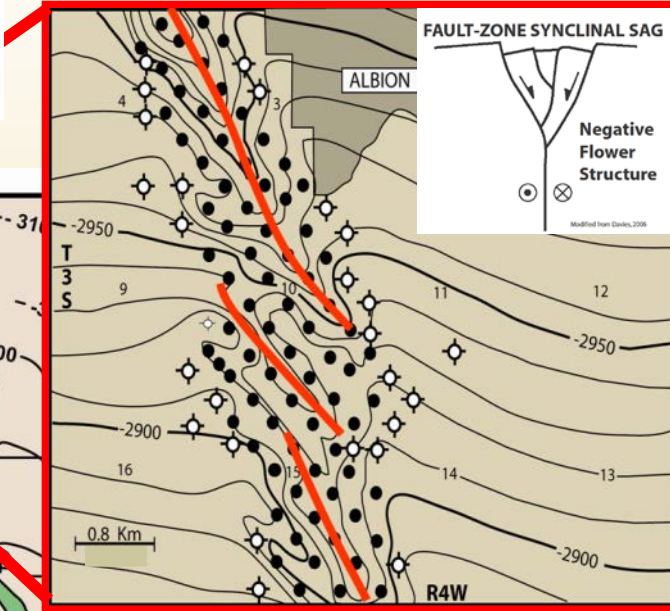 FAULT-ZONE SYNCLINAL SAG
Negative
Flower
Structure
Modified from Davies, 2006
ALBION
4
3
-2950
T
3
S
9
10
11
12
-2950
-2900
16
15
14
13
0.8 Km
-2900
R4W